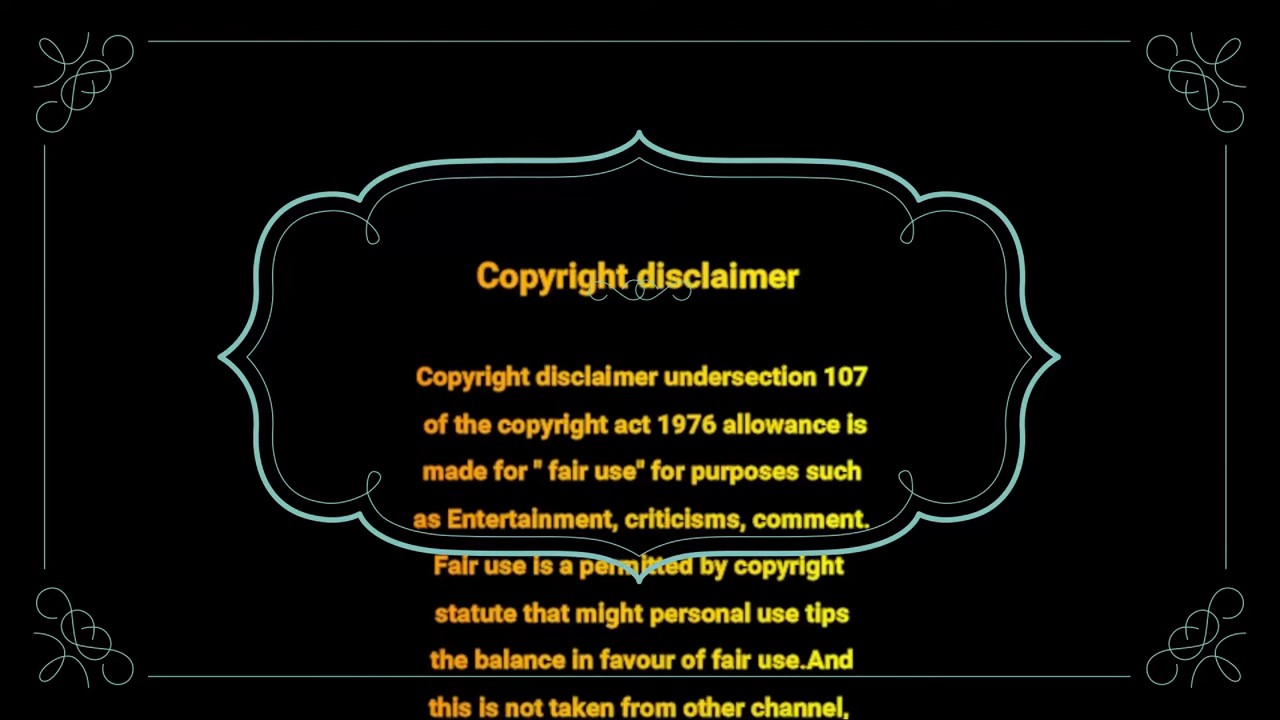 Copyright disclaimer
Copyright disclaimer undersection 107
of the copyright act 1976 allowance is
made for " fair use" for purposes such
as Entertainment, criticisms, comment.
Fair use is a permitted by copyright
statute that might personal use tips
the balance in favour of fair use.And
this is not taken from other channel,